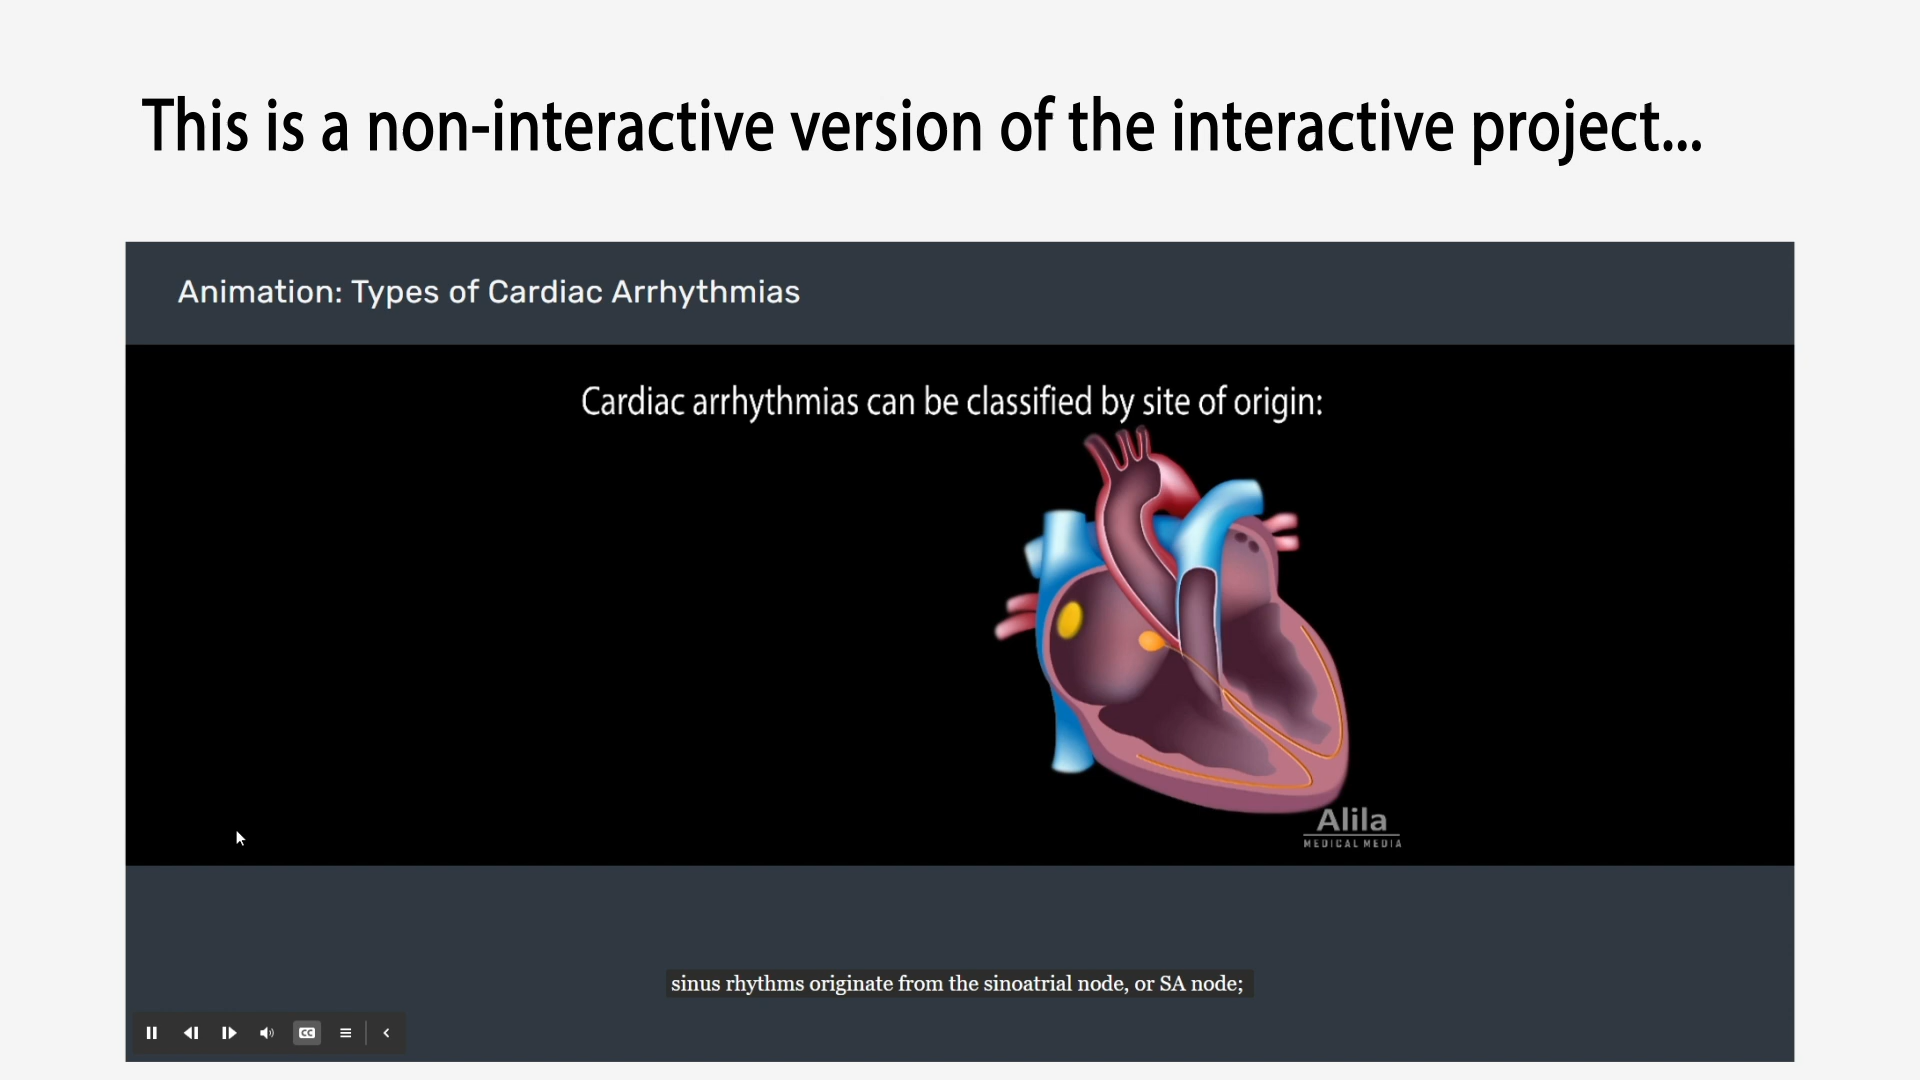 This is a non-interactive version of the interactive project...
Animation: Types of Cardiac Arrhythmias
Cardiac arrhythmias can be classified by site of origin:
Alila
MEDICAL MEDIA
sinus rhythms originate from the sinoatrial node, or SA node;
CC